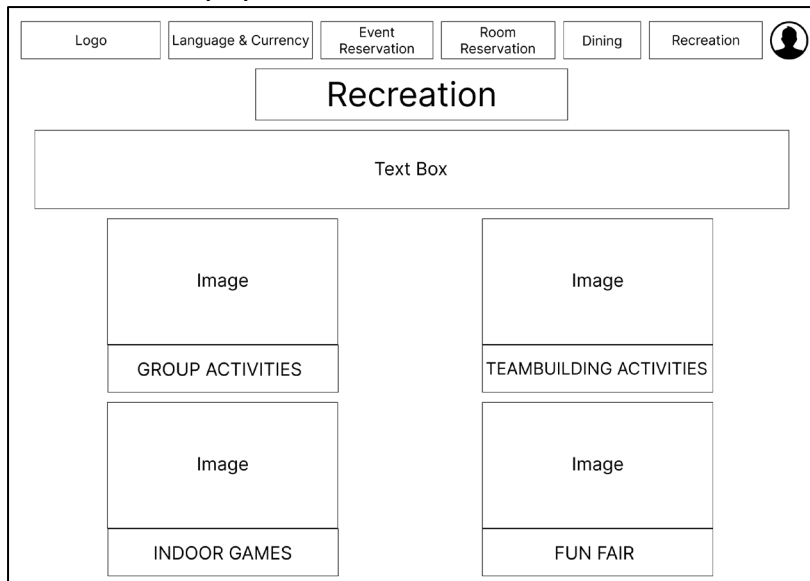 Logo
Language & Currency
Event
Reservation
Room
Reservation
Dining
Recreation
Recreation
Text Box
Image
Image
GROUP ACTIVITIES
TEAMBUILDING ACTIVITIES
Image
Image
INDOOR GAMES
FUN FAIR